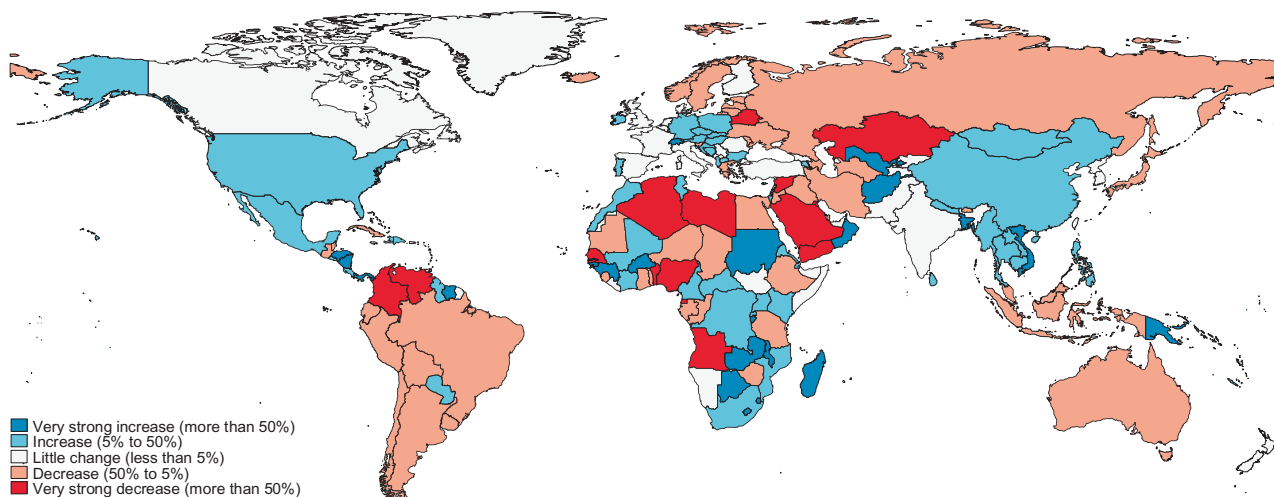 Very strong increase (more than 50%)
Increase (5% to 50%)
Little change (less than 5%)
Decrease (50% to 5%)
Very strong decrease (more than 50%)